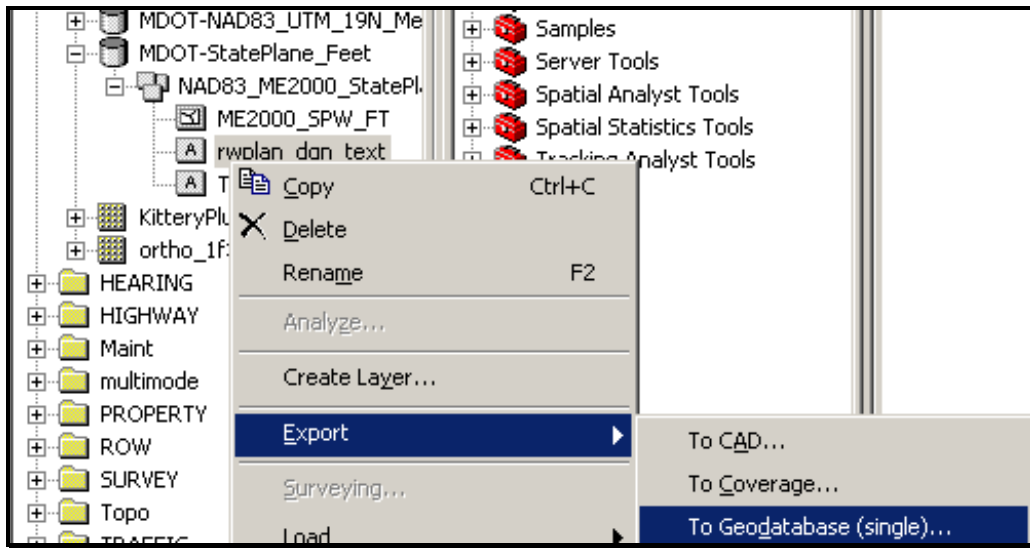 MDOT-NAD83_UTM_19N_Me
MDOT-StatePlane_Feet
NAD83_ME2000_StatePl
ME2000_SPW_FT
rwplan_dgn_text
T
KitteryPlu
ortho_1f
HEARING
HIGHWAY
Maint
multimode
PROPERTY
ROW
SURVEY
Topo
TRAFFIC
Samples
Server Tools
Spatial Analyst Tools
Spatial Statistics Tools
Tracking Analyst Tools
Copy Ctrl+C
Delete
Rename F2
Analyze...
Create Layer...
Export
Surveying...
Load
To CAD...
To Coverage...
To Geodatabase (single)...